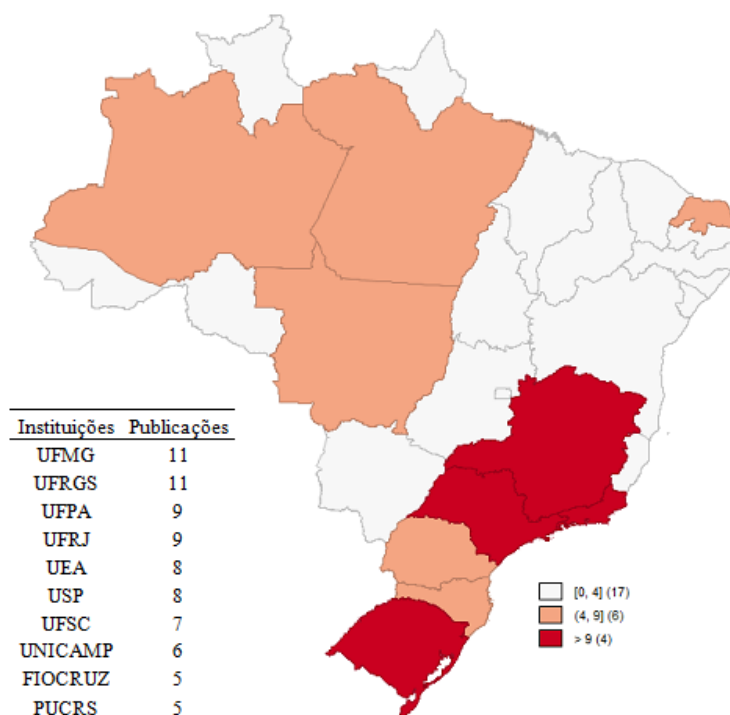 Instituições Publicações
UFMG 11
UFRGS 11
UFPA 9
UFRJ 9
UEA 8
USP 8
UFSC 7
UNICAMP 6
FIOCRUZ 5
PUCRS 5
[0, 4] (17)
(4, 9] (6)
> 9 (4)